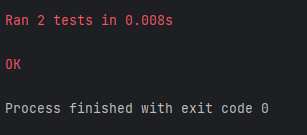 Ran 2 tests in 0.008s
OK
Process finished with exit code 0